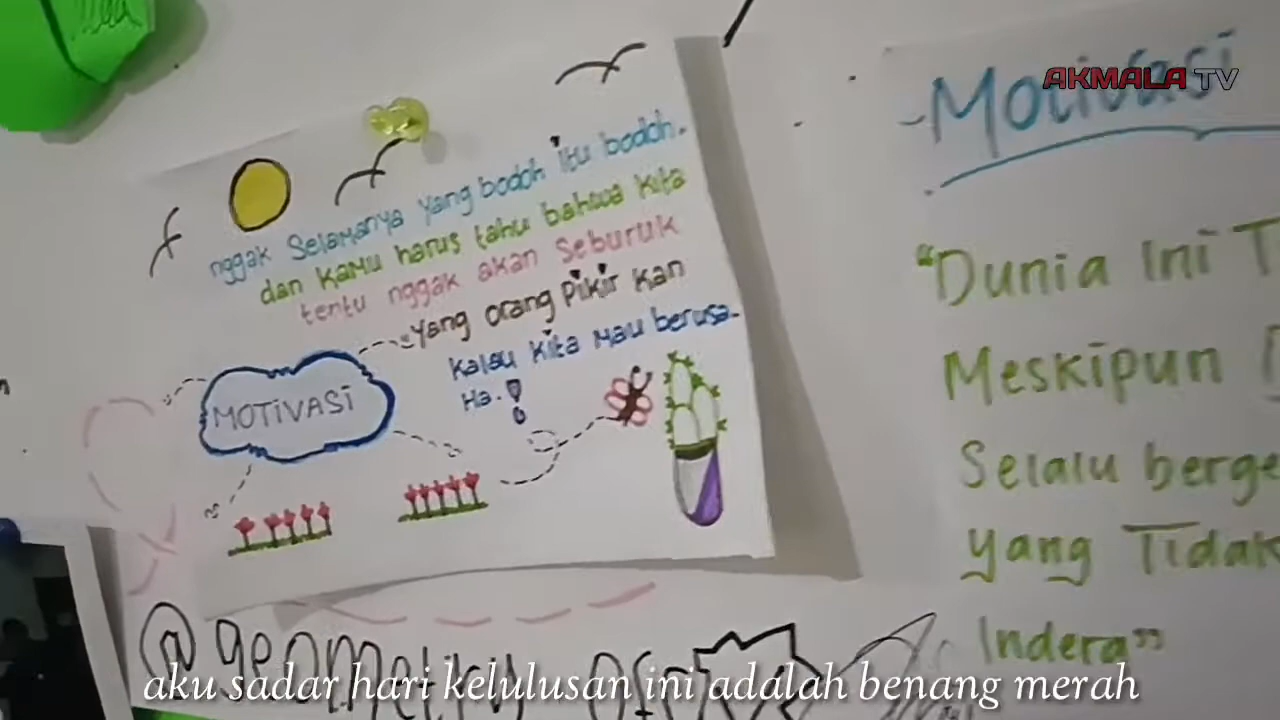 AKMALA TV
nggak Selamanya yang bodoh itu bodoh.
dan kamu harus tahu bahwa kita
tentu nggak akan seburuk
yang orang pikir kan
kalau kita mau berusa-
Ha.!
MOTIVASI
Motivasi
"Dunia Ini T
Meskipun
Selalu berge
yang Tidak
Indera"
@geometry
aku sadar hari kelulusan ini adalah benang merah